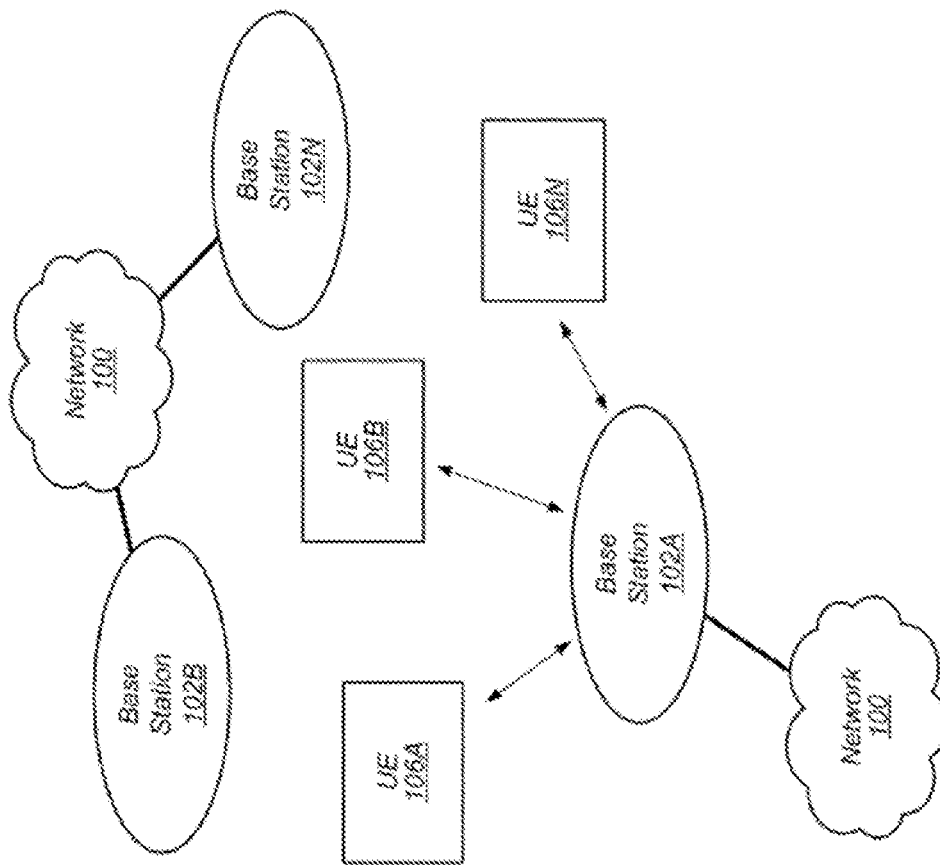 Network
100
Base
Station
102B
Base
Station
102N
UE
106A
UE
106B
UE
106N
Base
Station
102A
Network
100